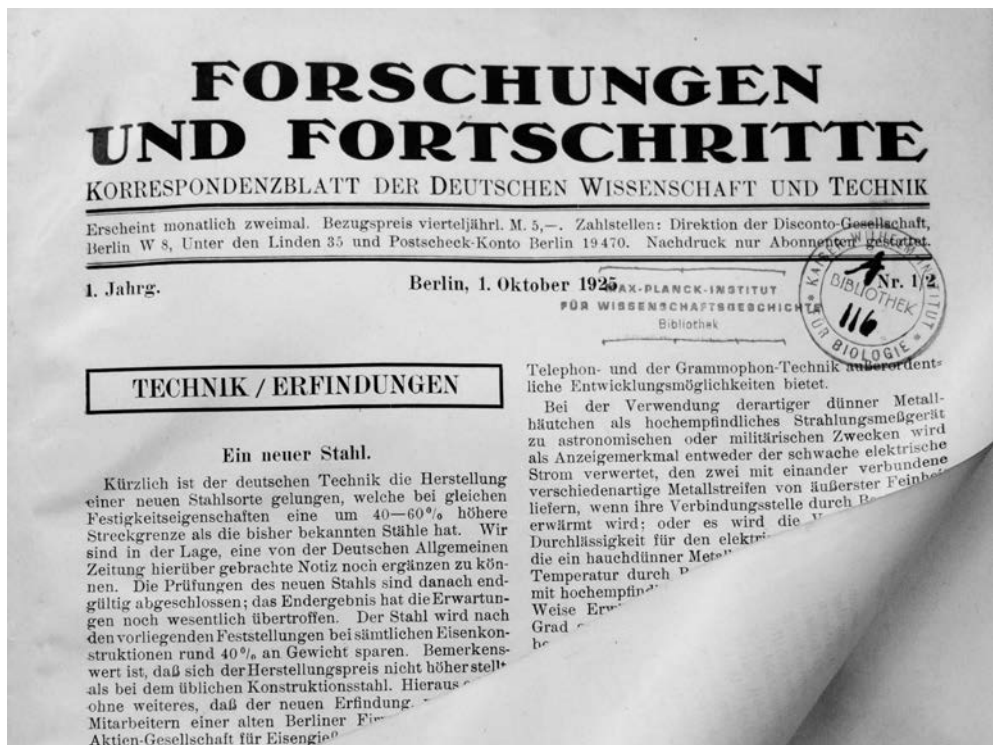 FORSCHUNGEN
UND FORTSCHRITTE
KORRESPONDENZBLATT DER DEUTSCHEN WISSENSCHAFT UND TECHNIK
Erscheint monatlich zweimal. Bezugspreis vierteljährl. M. 5,—. Zahlstellen: Direktion der Disconto-Gesellschaft,
Berlin W 8, Unter den Linden 35 und Postscheck-Konto Berlin 19470. Nachdruck nur Abonnenten gestattet.
1. Jahrg.
Berlin, 1. Oktober 1925
Nr. 1/2
MAX-PLANCK-INSTITUT
FÜR WISSENSCHAFTSGESCHICHTE
Bibliothek
KAISER WILHELM INSTITUT
FÜR BIOLOGIE
BIBLIOTHEK
116
TECHNIK / ERFINDUNGEN
Ein neuer Stahl.
Kürzlich ist der deutschen Technik die Herstellung
einer neuen Stahlsorte gelungen, welche bei gleichen
Festigkeitseigenschaften eine um 40—60% höhere
Streckgrenze als die bisher bekannten Stähle hat. Wir
sind in der Lage, eine von der Deutschen Allgemeinen
Zeitung hierüber gebrachte Notiz noch ergänzen zu kön-
nen. Die Prüfungen des neuen Stahls sind danach end-
gültig abgeschlossen; das Endergebnis hat die Erwartun-
gen noch wesentlich übertroffen. Der Stahl wird nach
den vorliegenden Feststellungen bei sämtlichen Eisenkon-
struktionen rund 40% an Gewicht sparen. Bemerkens-
wert ist, daß sich der Herstellungspreis nicht höher stellt
als bei dem üblichen Konstruktionsstahl. Hieraus
ohne weiteres, daß der neuen Erfindung,
Mitarbeitern einer alten Berliner
Aktien-Gesellschaft für
Telephon- und der Grammophon-Technik außerordent-
liche Entwicklungsmöglichkeiten bietet.
Bei der Verwendung derartiger dünner Metall-
häutchen als hochempfindliches Strahlungsmeßgerät
zu astronomischen oder militärischen Zwecken wird
als Anzeigemerkmal entweder der schwache elektrische
Strom verwertet, den zwei mit einander verbundene
verschiedenartige Metallstreifen von äußerster Feinheit
liefern, wenn ihre Verbindungsstelle durch
erwärmt wird; oder es wird die
Durchlässigkeit für den
die ein hauchdünner
Temperatur durch
mit
Weise
Grad